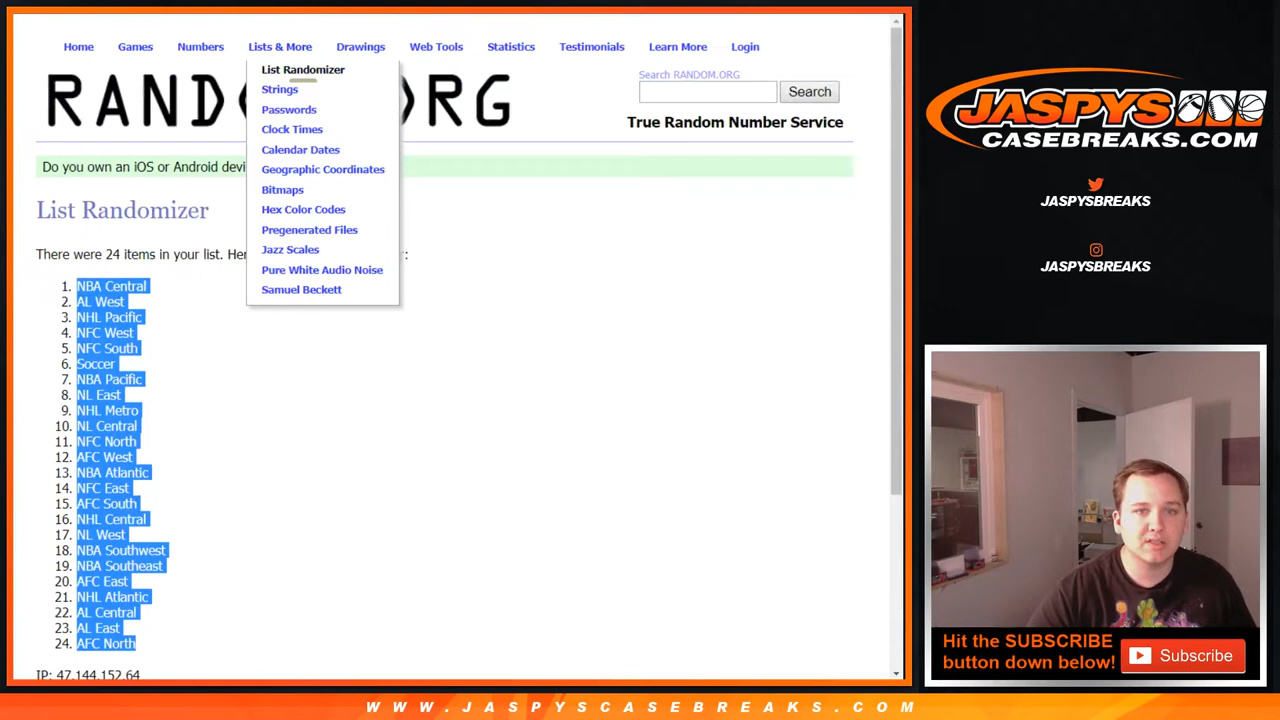 Home Games Numbers Lists & More Drawings Web Tools Statistics Testimonials Learn More Login
List Randomizer
Strings
Passwords
Clock Times
Calendar Dates
Geographic Coordinates
Bitmaps
Hex Color Codes
Pregenerated Files
Jazz Scales
Pure White Audio Noise
Samuel Beckett
Search RANDOM.ORG
Search
True Random Number Service
Do you own an iOS or Android devi
List Randomizer
There were 24 items in your list. Her
1. NBA Central
2. AL West
3. NHL Pacific
4. NFC West
5. NFC South
6. Soccer
7. NBA Pacific
8. NL East
9. NHL Metro
10. NL Central
11. NFC North
12. AFC West
13. NBA Atlantic
14. NFC East
15. AFC South
16. NHL Central
17. NL West
18. NBA Southwest
19. NBA Southeast
20. AFC East
21. NHL Atlantic
22. AL Central
23. AL East
24. AFC North
IP: 47.144.152.64
JASPYS
CASEBREAKS.COM
JASPYSBREAKS
JASPYSBREAKS
Hit the SUBSCRIBE
button down below!
Subscribe
WWW.JASPYSCASEBREAKS.COM